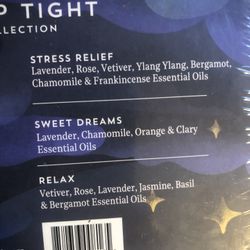 P TIGHT
LLECTION
STRESS RELIEF
Lavender, Rose, Vetiver, Ylang Ylang, Bergamot,
Chamomile & Frankincense Essential Oils
SWEET DREAMS
Lavender, Chamomile, Orange & Clary
Essential Oils
RELAX
Vetiver, Rose, Lavender, Jasmine, Basil
& Bergamot Essential Oils